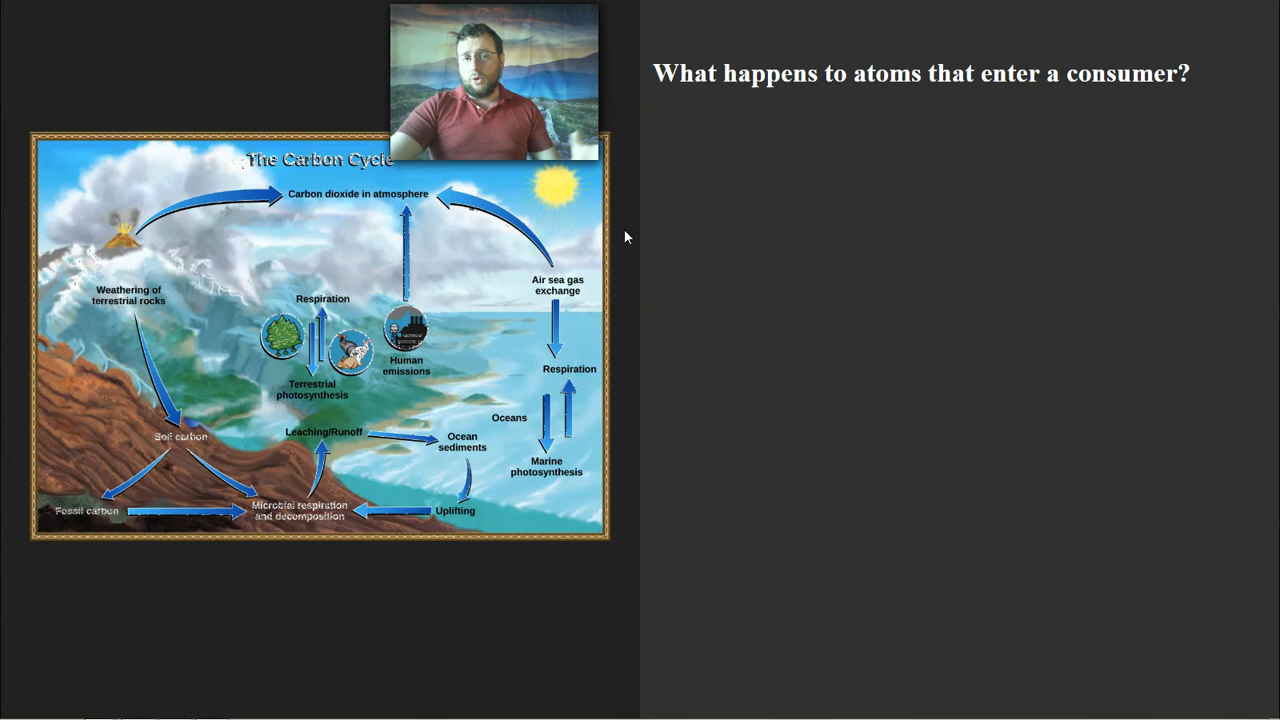 What happens to atoms that enter a consumer?
The Carbon Cycle
Carbon dioxide in atmosphere
Air sea gas
exchange
Weathering of
terrestrial rocks
Respiration
Human
emissions
Terrestrial
photosynthesis
Respiration
Oceans
Marine
photosynthesis
Soil carbon
Leaching/Runoff
Ocean
sediments
Fossil carbon
Microbial respiration
and decomposition
Uplifting